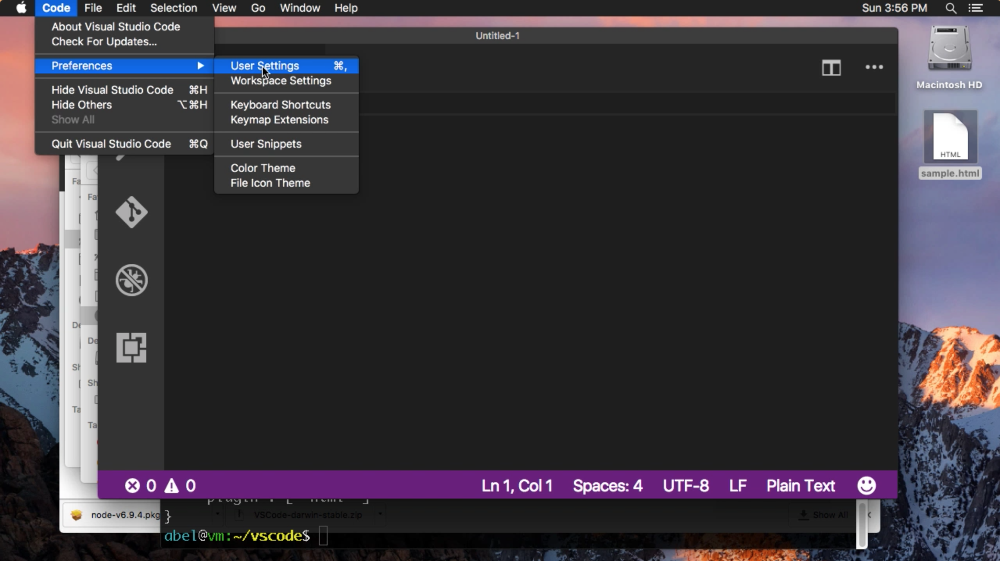 Code File Edit Selection View Go Window Help Sun 3:56 PM
About Visual Studio Code
Check For Updates...
Preferences
Hide Visual Studio Code ⌘H
Hide Others ⌥⌘H
Show All
Quit Visual Studio Code ⌘Q
User Settings ⌘,
Workspace Settings
Keyboard Shortcuts
Keymap Extensions
User Snippets
Color Theme
File Icon Theme
Untitled-1
Macintosh HD
HTML
sample.html
Fa
Fa
De
De
Sh
Sh
Ta
Ta
0 0 Ln 1, Col 1 Spaces: 4 UTF-8 LF Plain Text
node-v6.9.4.pkg
}
VSCode-darwin-stable.zip
Show All
abel@vm:~/vscode$